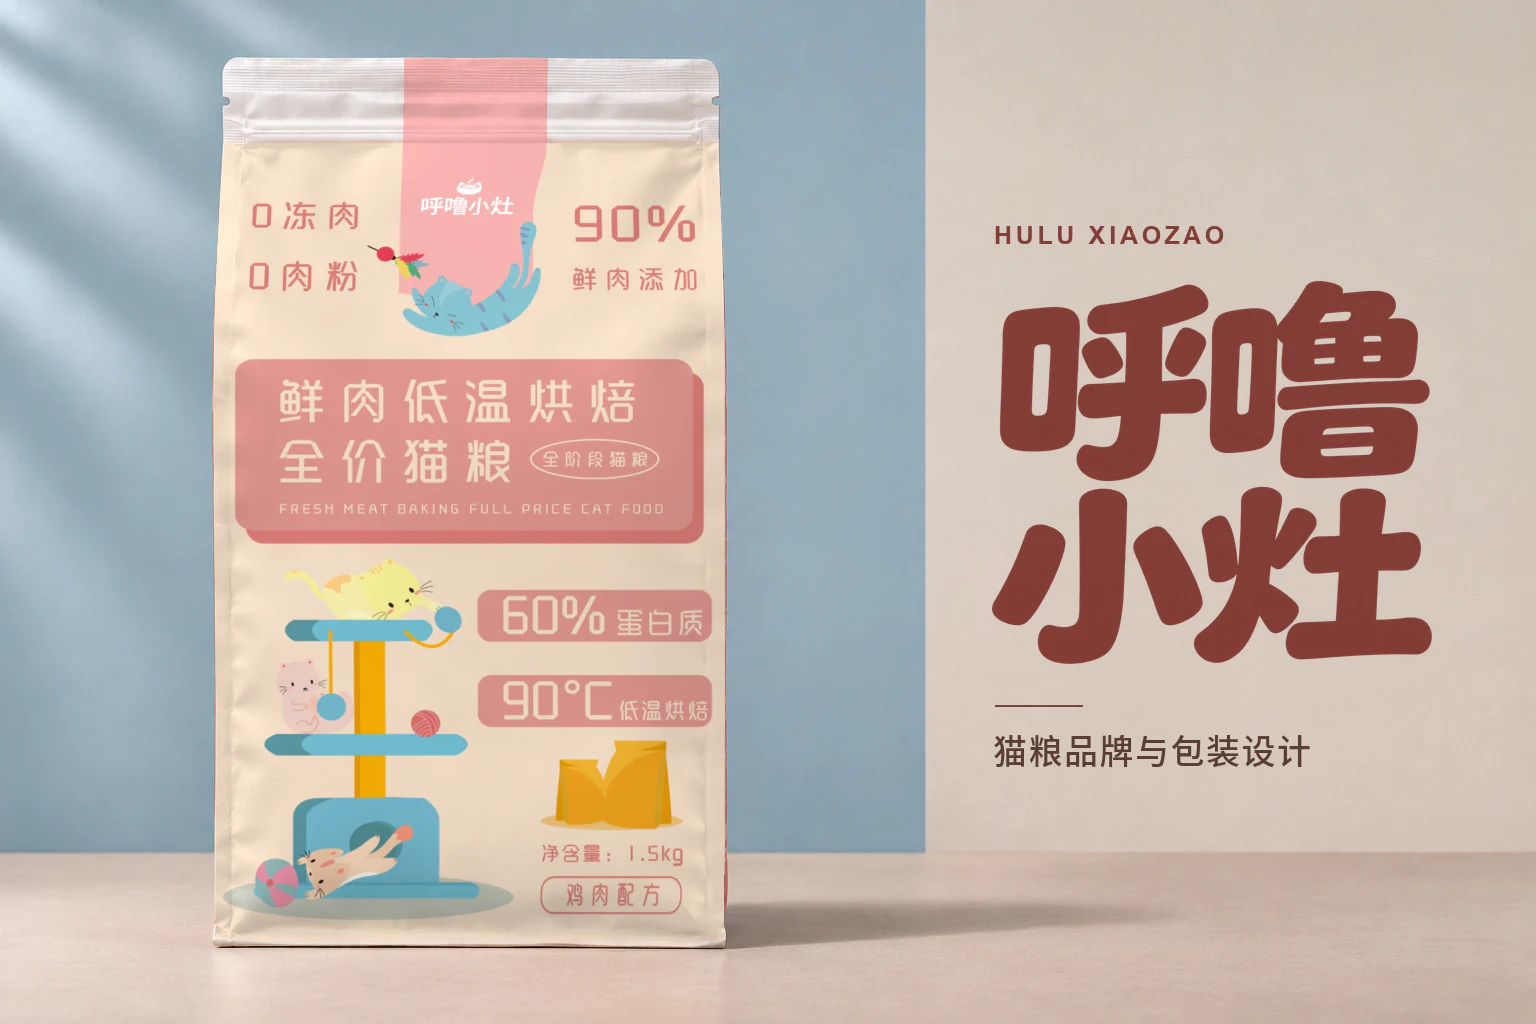 呼噜小灶
0冻肉
0肉粉
90%
鲜肉添加
鲜肉低温烘焙
全价猫粮
全阶段猫粮
FRESH MEAT BAKING FULL PRICE CAT FOOD
60%蛋白质
90°C低温烘焙
净含量：1.5kg
鸡肉配方
HULU XIAOZAO
呼噜
小灶
猫粮品牌与包装设计